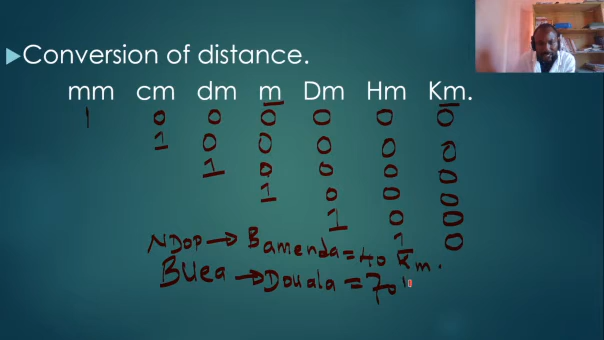 Conversion of distance.
mm cm dm m Dm Hm Km.
1 0 0 0 0 0 0
1 0 0 0 0 0
1 0 0 0 0
1 0 0 0
1 0 0
1 0
NDOP → Bamenda = 40 Km.
BUea → Douala = 70